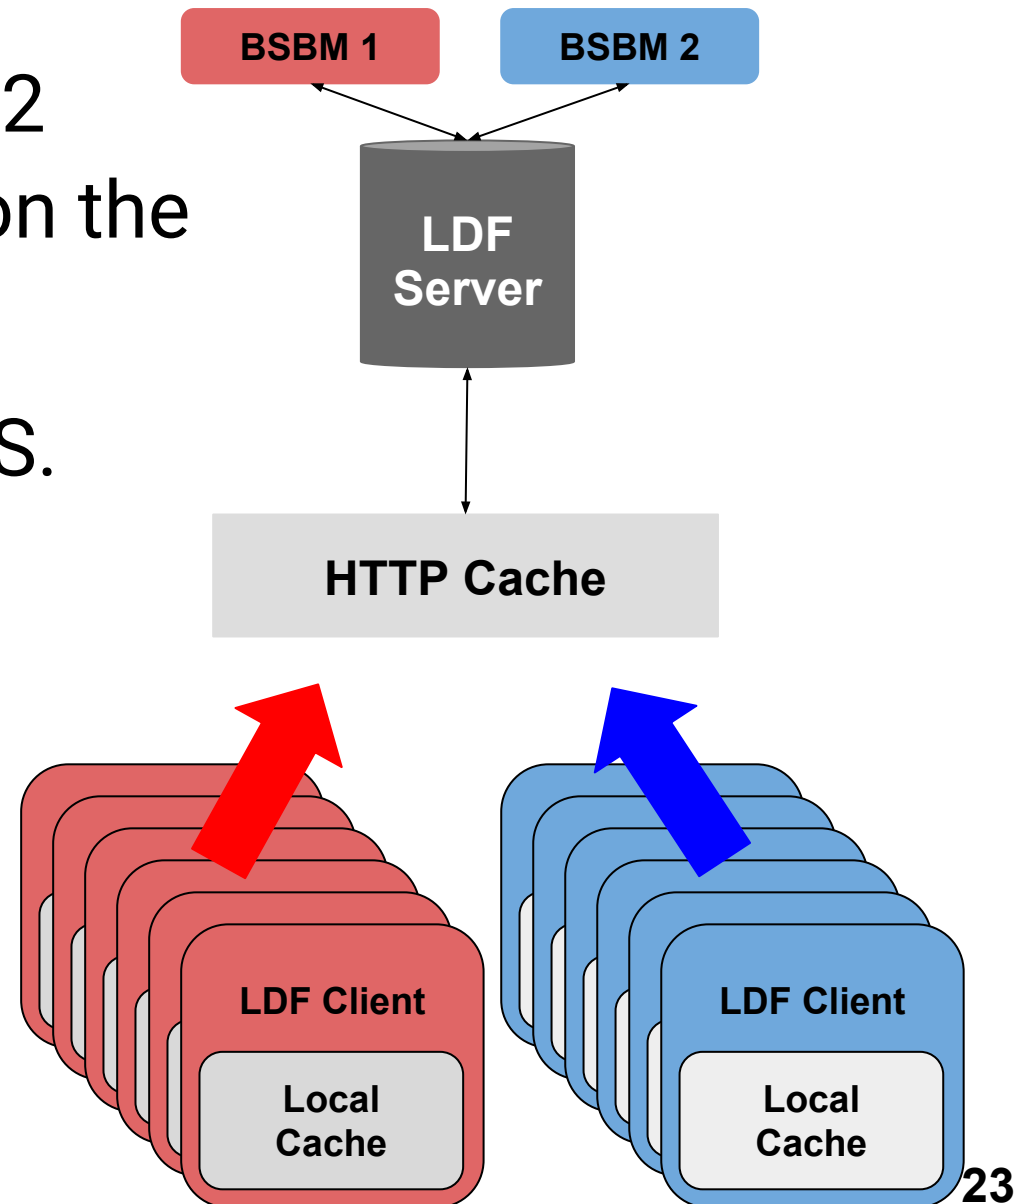 BSBM 1
BSBM 2
2
on the
S.
LDF
Server
HTTP Cache
LDF Client
Local
Cache
LDF Client
Local
Cache
23